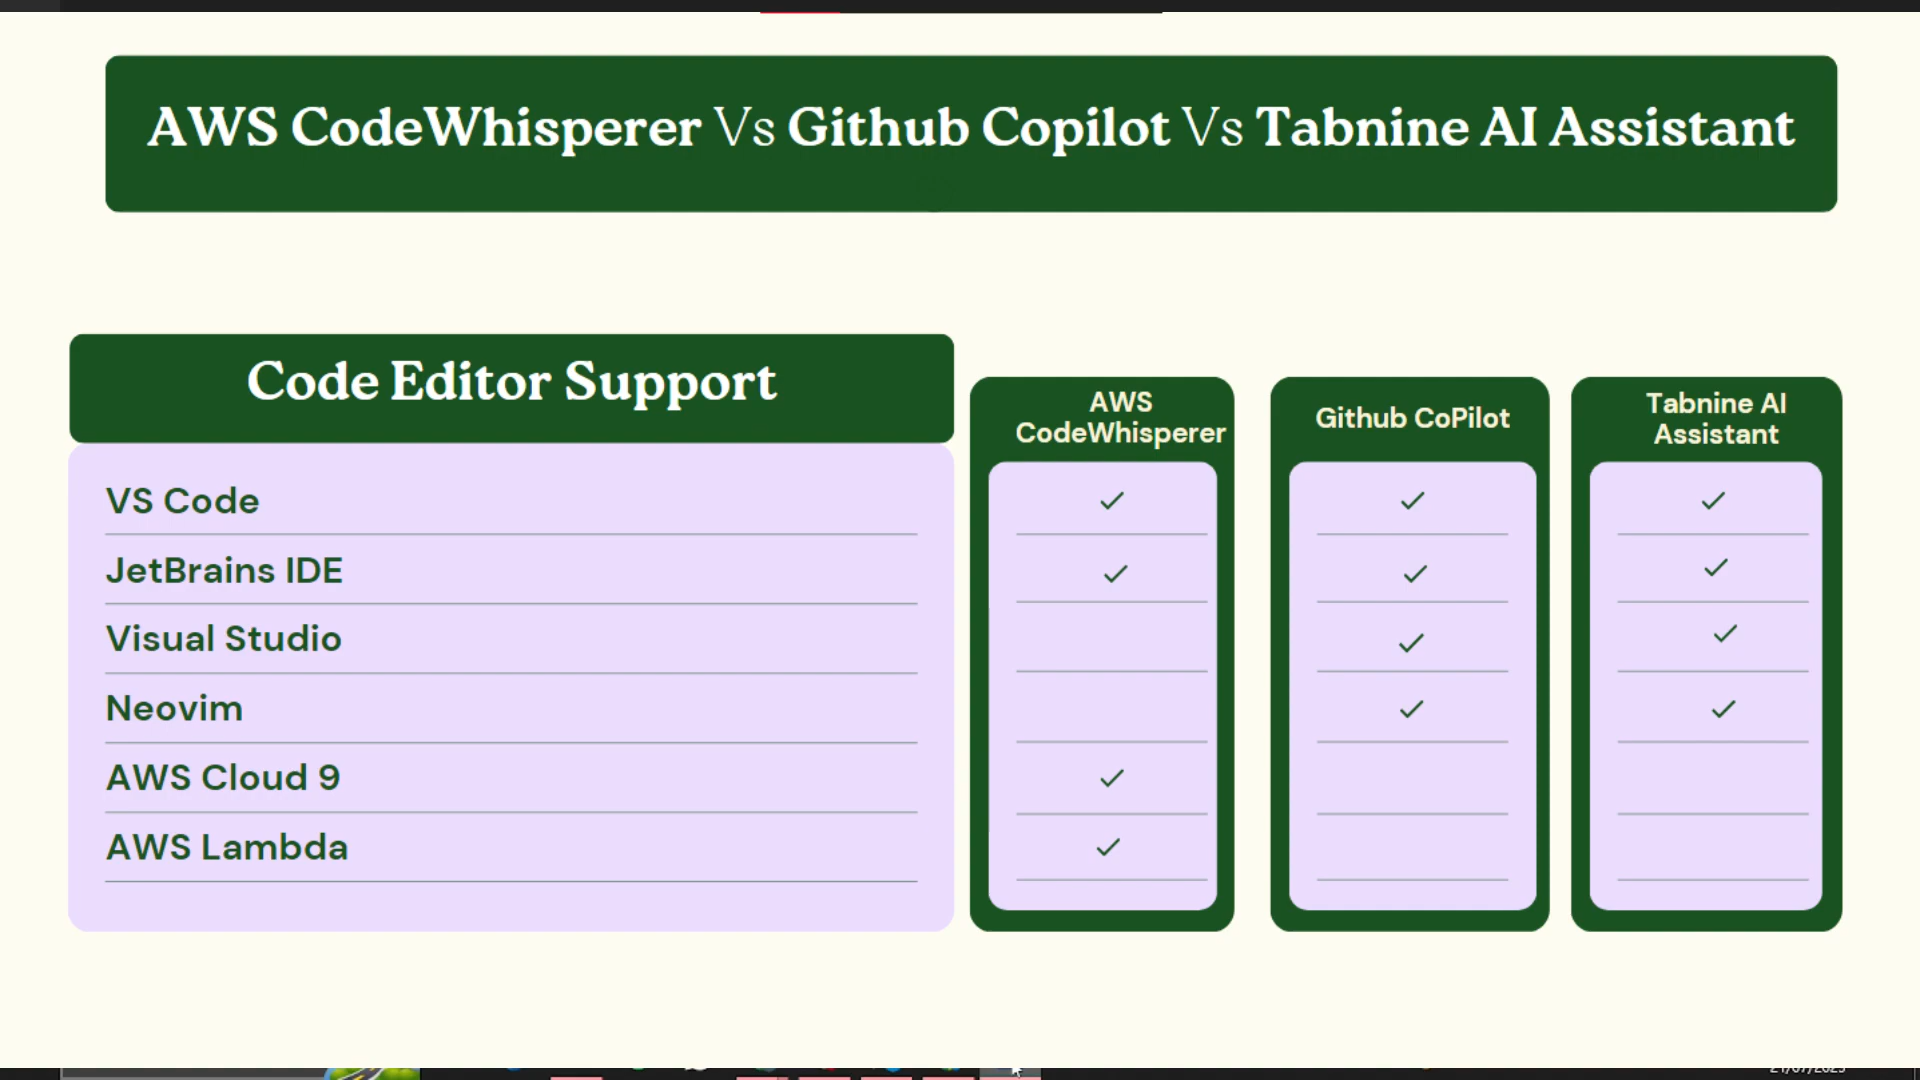 AWS CodeWhisperer Vs Github Copilot Vs Tabnine AI Assistant
Code Editor Support
AWS
CodeWhisperer
Github CoPilot
Tabnine AI
Assistant
VS Code
JetBrains IDE
Visual Studio
Neovim
AWS Cloud 9
AWS Lambda